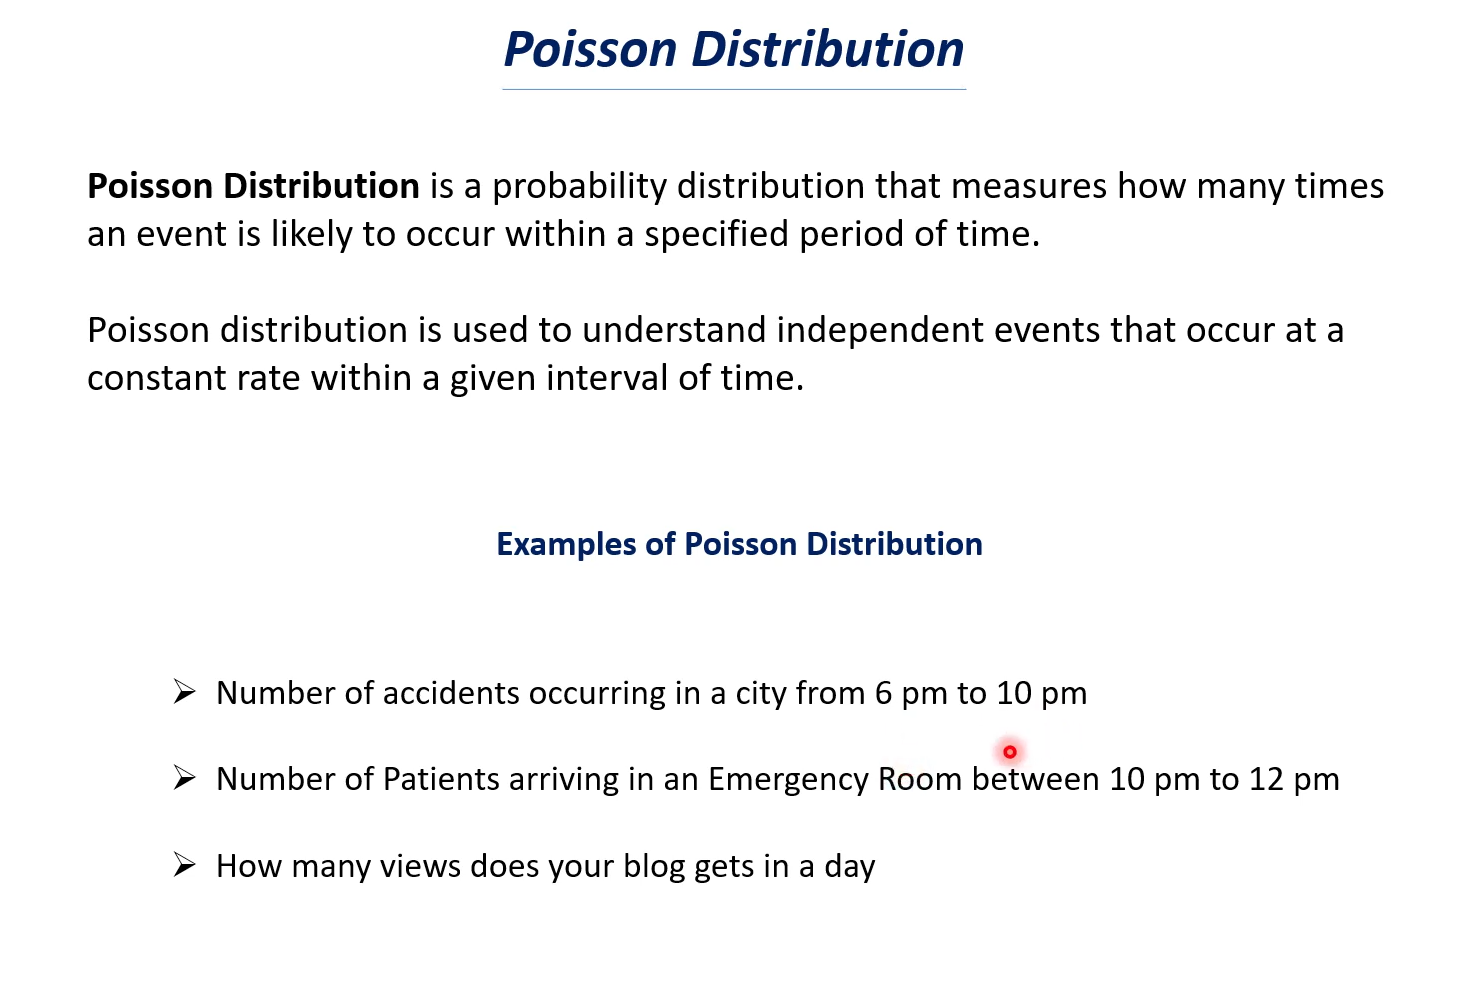 Poisson Distribution
Poisson Distribution is a probability distribution that measures how many times
an event is likely to occur within a specified period of time.
Poisson distribution is used to understand independent events that occur at a
constant rate within a given interval of time.
Examples of Poisson Distribution
➢ Number of accidents occurring in a city from 6 pm to 10 pm
➢ Number of Patients arriving in an Emergency Room between 10 pm to 12 pm
➢ How many views does your blog gets in a day